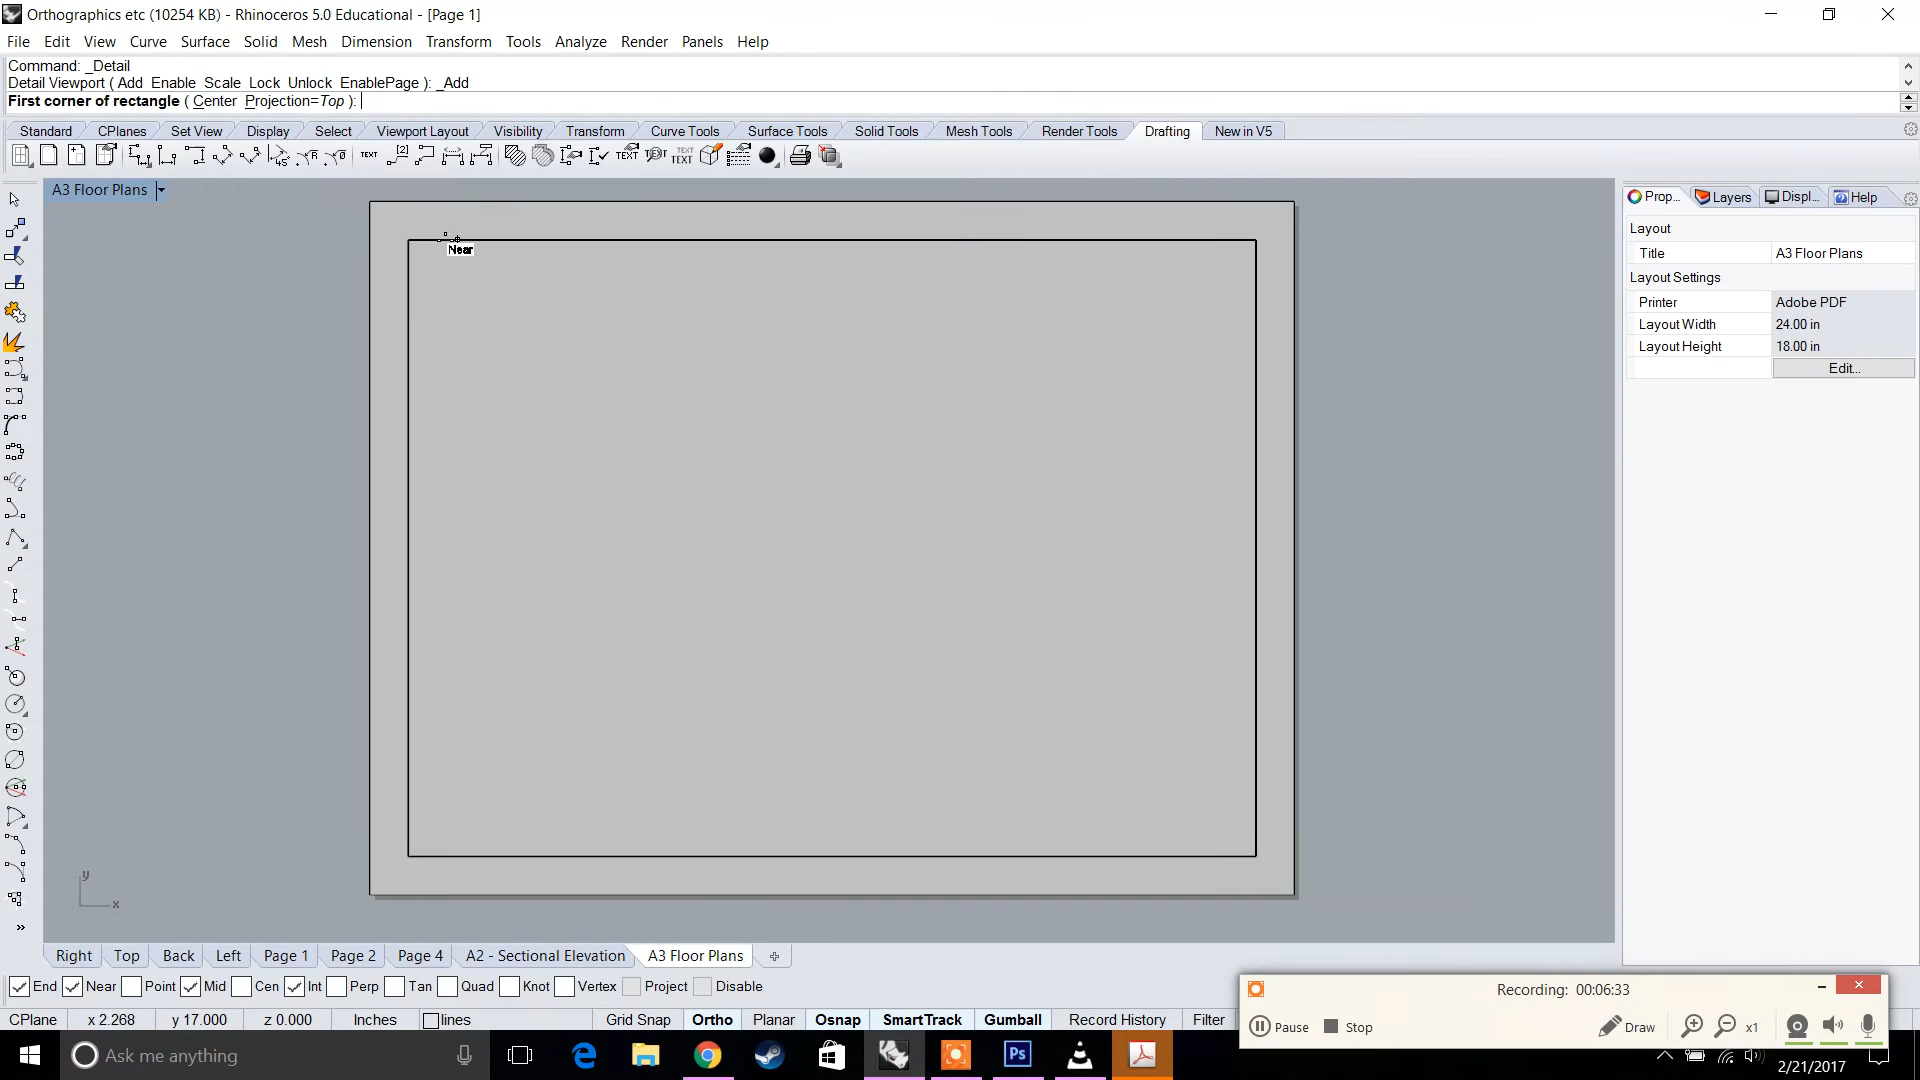 Orthographics etc (10254 KB) - Rhinoceros 5.0 Educational - [Page 1]
File Edit View Curve Surface Solid Mesh Dimension Transform Tools Analyze Render Panels Help
Command: _Detail
Detail Viewport ( Add Enable Scale Lock Unlock EnablePage ): _Add
First corner of rectangle ( Center Projection=Top ):
Standard CPlanes Set View Display Select Viewport Layout Visibility Transform Curve Tools Surface Tools Solid Tools Mesh Tools Render Tools Drafting New in V5
A3 Floor Plans
Near
Prop... Layers Displ... Help
Layout
Title A3 Floor Plans
Layout Settings
Printer Adobe PDF
Layout Width 24.00 in
Layout Height 18.00 in
Edit...
y
x
Right Top Back Left Page 1 Page 2 Page 4 A2 - Sectional Elevation A3 Floor Plans
End Near Point Mid Cen Int Perp Tan Quad Knot Vertex Project Disable
CPlane x 2.268 y 17.000 z 0.000 Inches lines Grid Snap Ortho Planar Osnap SmartTrack Gumball Record History Filter
Recording: 00:06:33
Pause Stop Draw x1
Ask me anything
Ps
2/21/2017